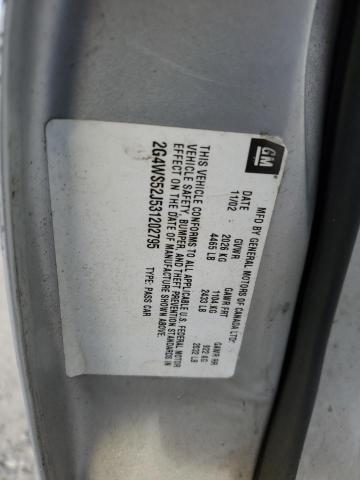 GM
MFD BY GENERAL MOTORS OF CANADA LTD.
DATE GVWR GAWR FRT GAWR RR
11/02 2026 KG 1104 KG 922 KG
4465 LB 2433 LB 2032 LB
THIS VEHICLE CONFORMS TO ALL APPLICABLE U.S. FEDERAL MOTOR
VEHICLE SAFETY, BUMPER, AND THEFT PREVENTION STANDARDS IN
EFFECT ON THE DATE OF MANUFACTURE SHOWN ABOVE.
2G4WS52J531202795 TYPE: PASS CAR